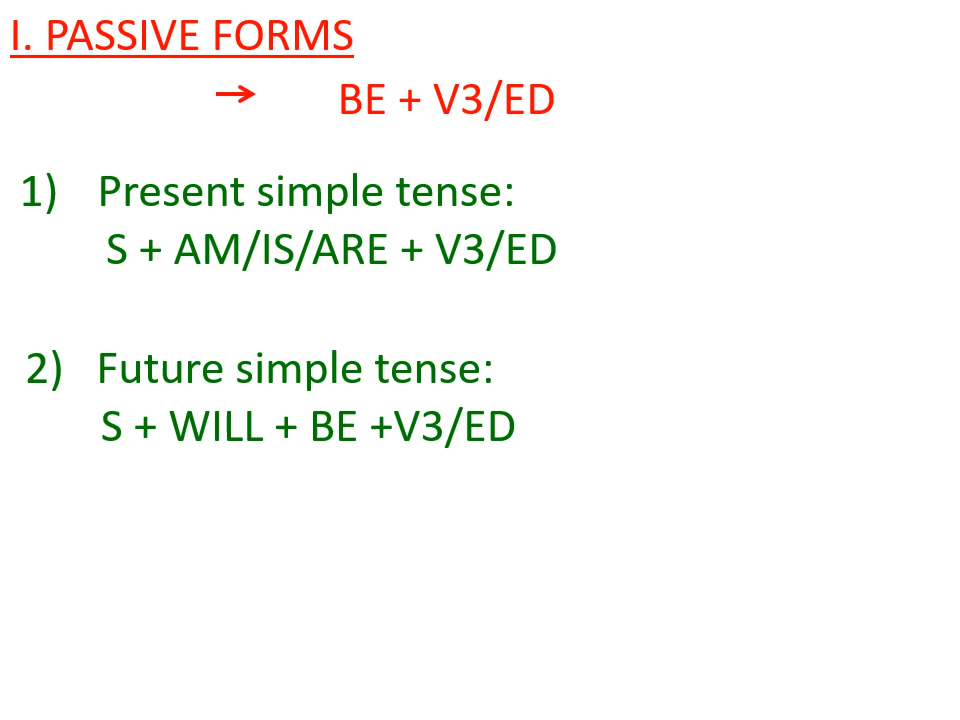 I. PASSIVE FORMS
→ BE + V3/ED
1) Present simple tense:
S + AM/IS/ARE + V3/ED
2) Future simple tense:
S + WILL + BE +V3/ED